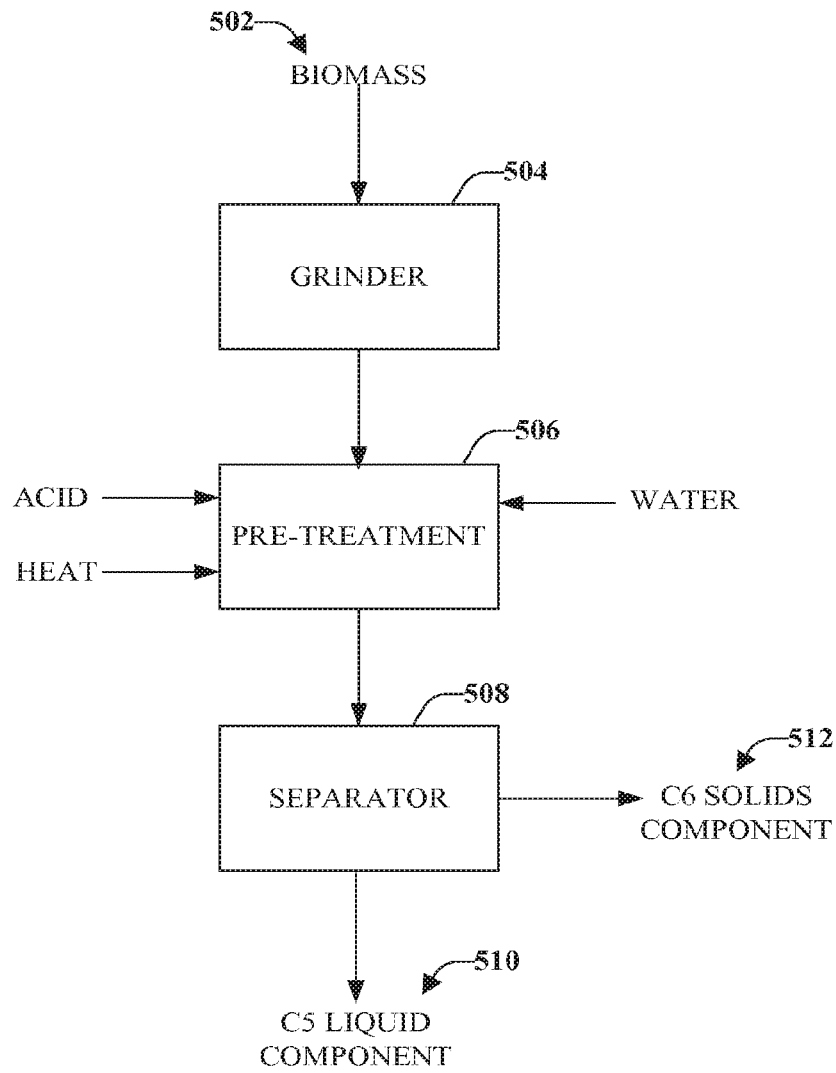 502
BIOMASS
504
GRINDER
506
ACID
WATER
PRE-TREATMENT
HEAT
508
SEPARATOR
512
C6 SOLIDS
COMPONENT
510
C5 LIQUID
COMPONENT